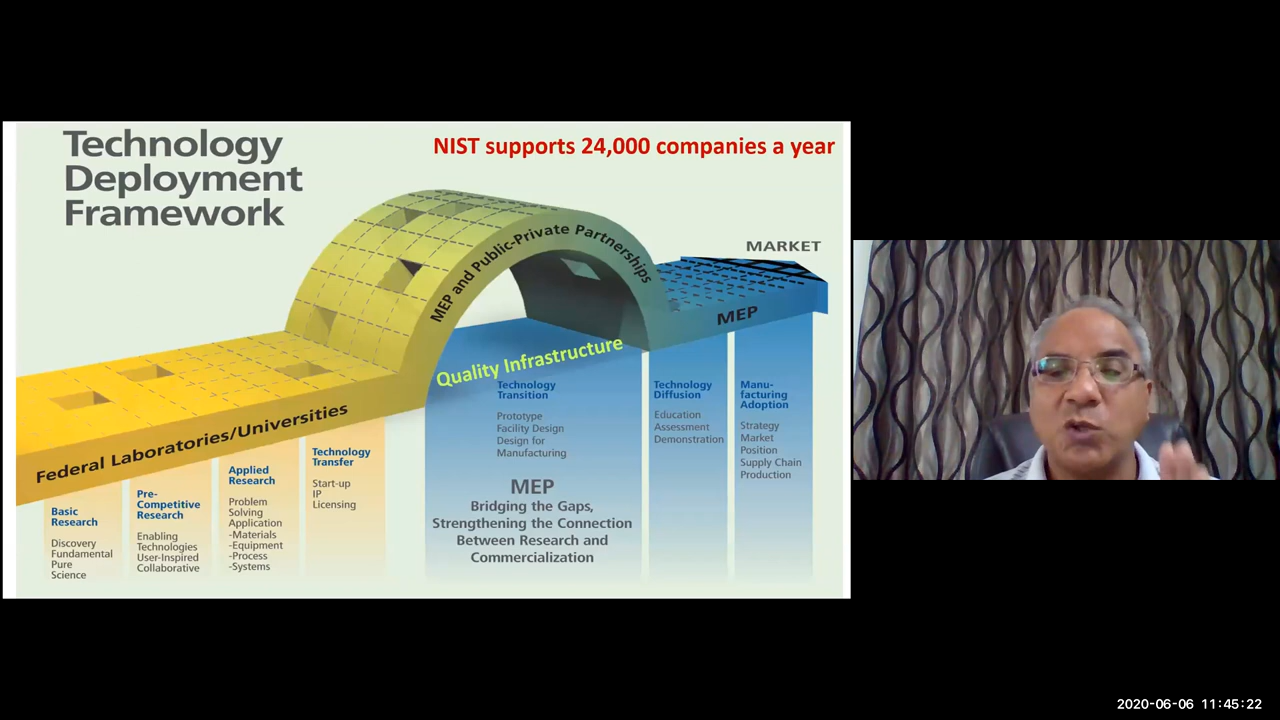 Technology
Deployment
Framework
NIST supports 24,000 companies a year
MARKET
MEP and Public-Private Partnerships
MEP
Quality Infrastructure
Federal Laboratories/Universities
Basic
Research
Discovery
Fundamental
Pure
Science
Pre-
Competitive
Research
Enabling
Technologies
User-Inspired
Collaborative
Applied
Research
Problem
Solving
Application
-Materials
-Equipment
-Process
-Systems
Technology
Transfer
Start-up
IP
Licensing
Technology
Transition
Prototype
Facility Design
Design for
Manufacturing
MEP
Bridging the Gaps,
Strengthening the Connection
Between Research and
Commercialization
Technology
Diffusion
Education
Assessment
Demonstration
Manu-
facturing
Adoption
Strategy
Market
Position
Supply Chain
Production
2020-06-06 11:45:22